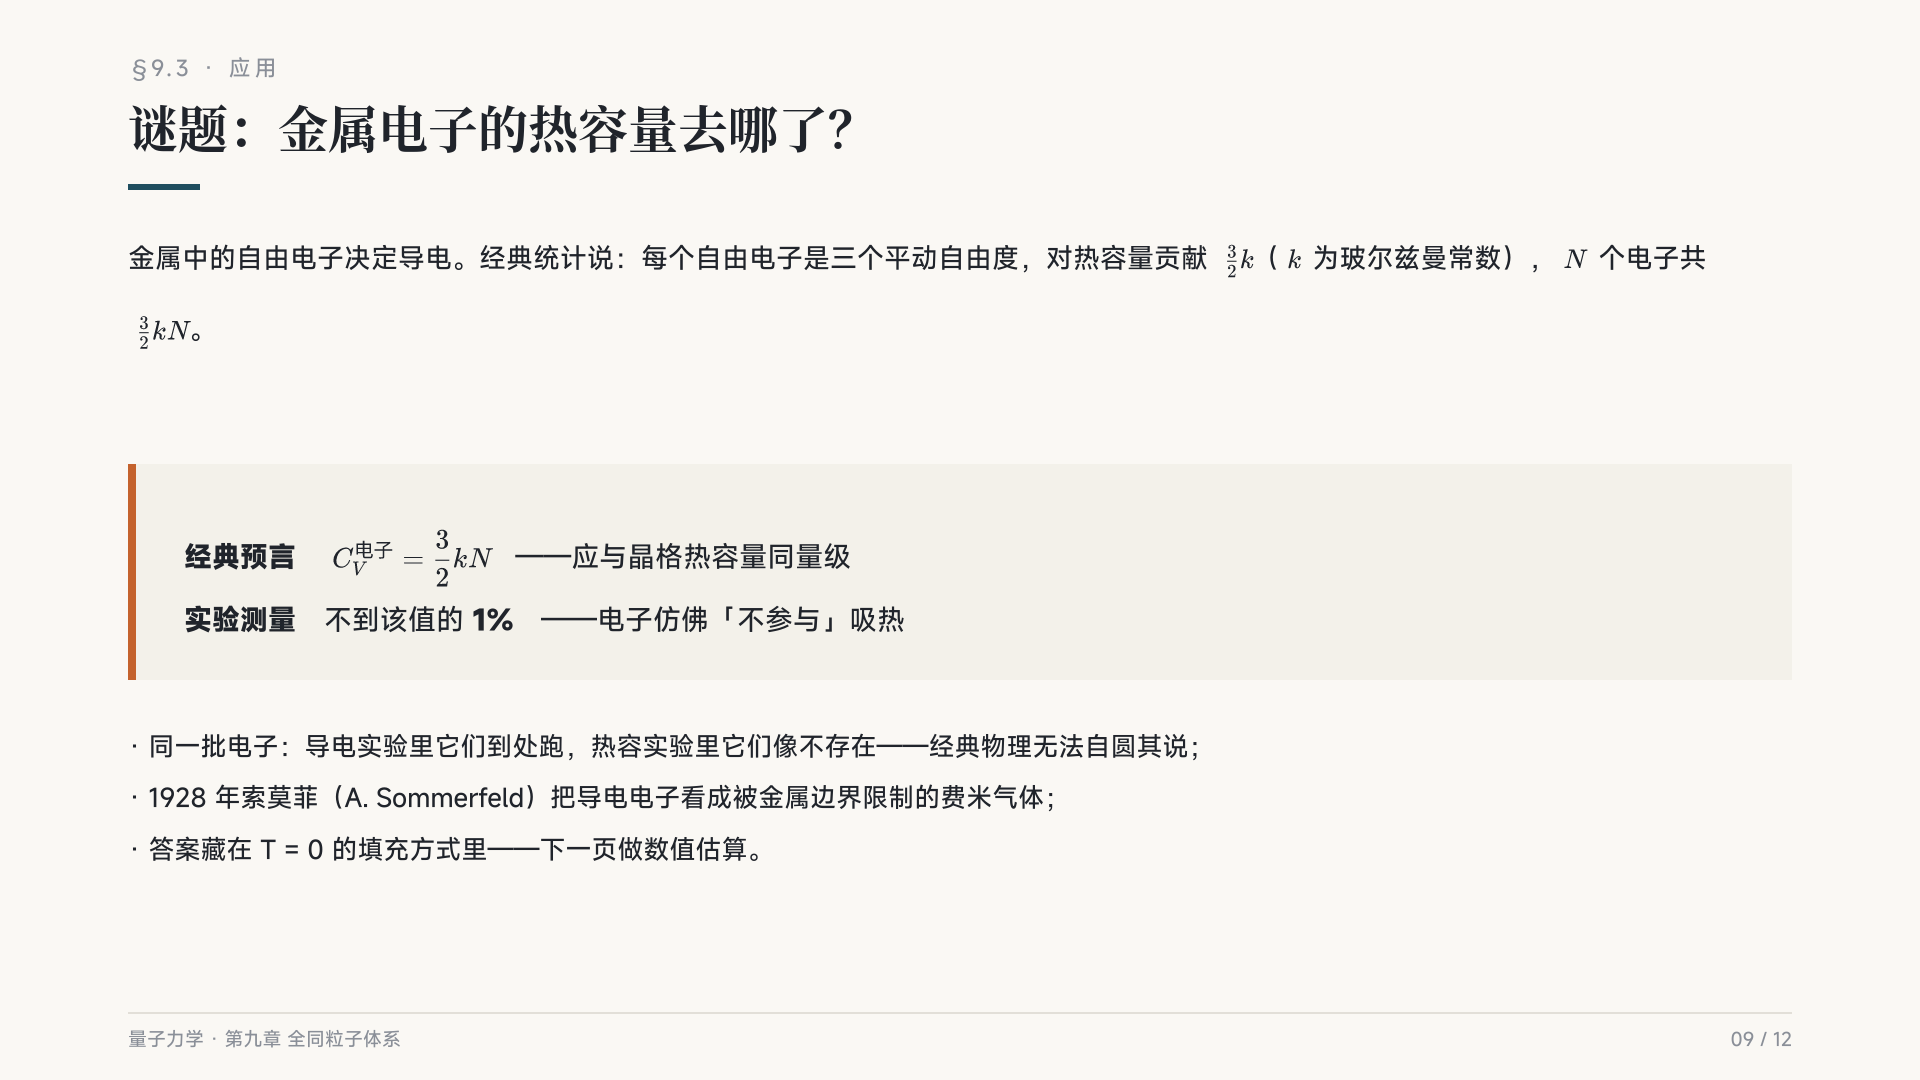 §9.3 · 应用
谜题：金属电子的热容量去哪了？
金属中的自由电子决定导电。经典统计说：每个自由电子是三个平动自由度，对热容量贡献 $\frac{3}{2}k$（ $k$ 为玻尔兹曼常数）， $N$ 个电子共
$\frac{3}{2}kN$。
经典预言 $C_V^{电子} = \frac{3}{2}kN$ ——应与晶格热容量同量级
实验测量 不到该值的 1% ——电子仿佛「不参与」吸热
· 同一批电子：导电实验里它们到处跑，热容实验里它们像不存在——经典物理无法自圆其说；
· 1928 年索莫菲（A. Sommerfeld）把导电电子看成被金属边界限制的费米气体；
· 答案藏在 T = 0 的填充方式里——下一页做数值估算。
量子力学 · 第九章 全同粒子体系
09 / 12